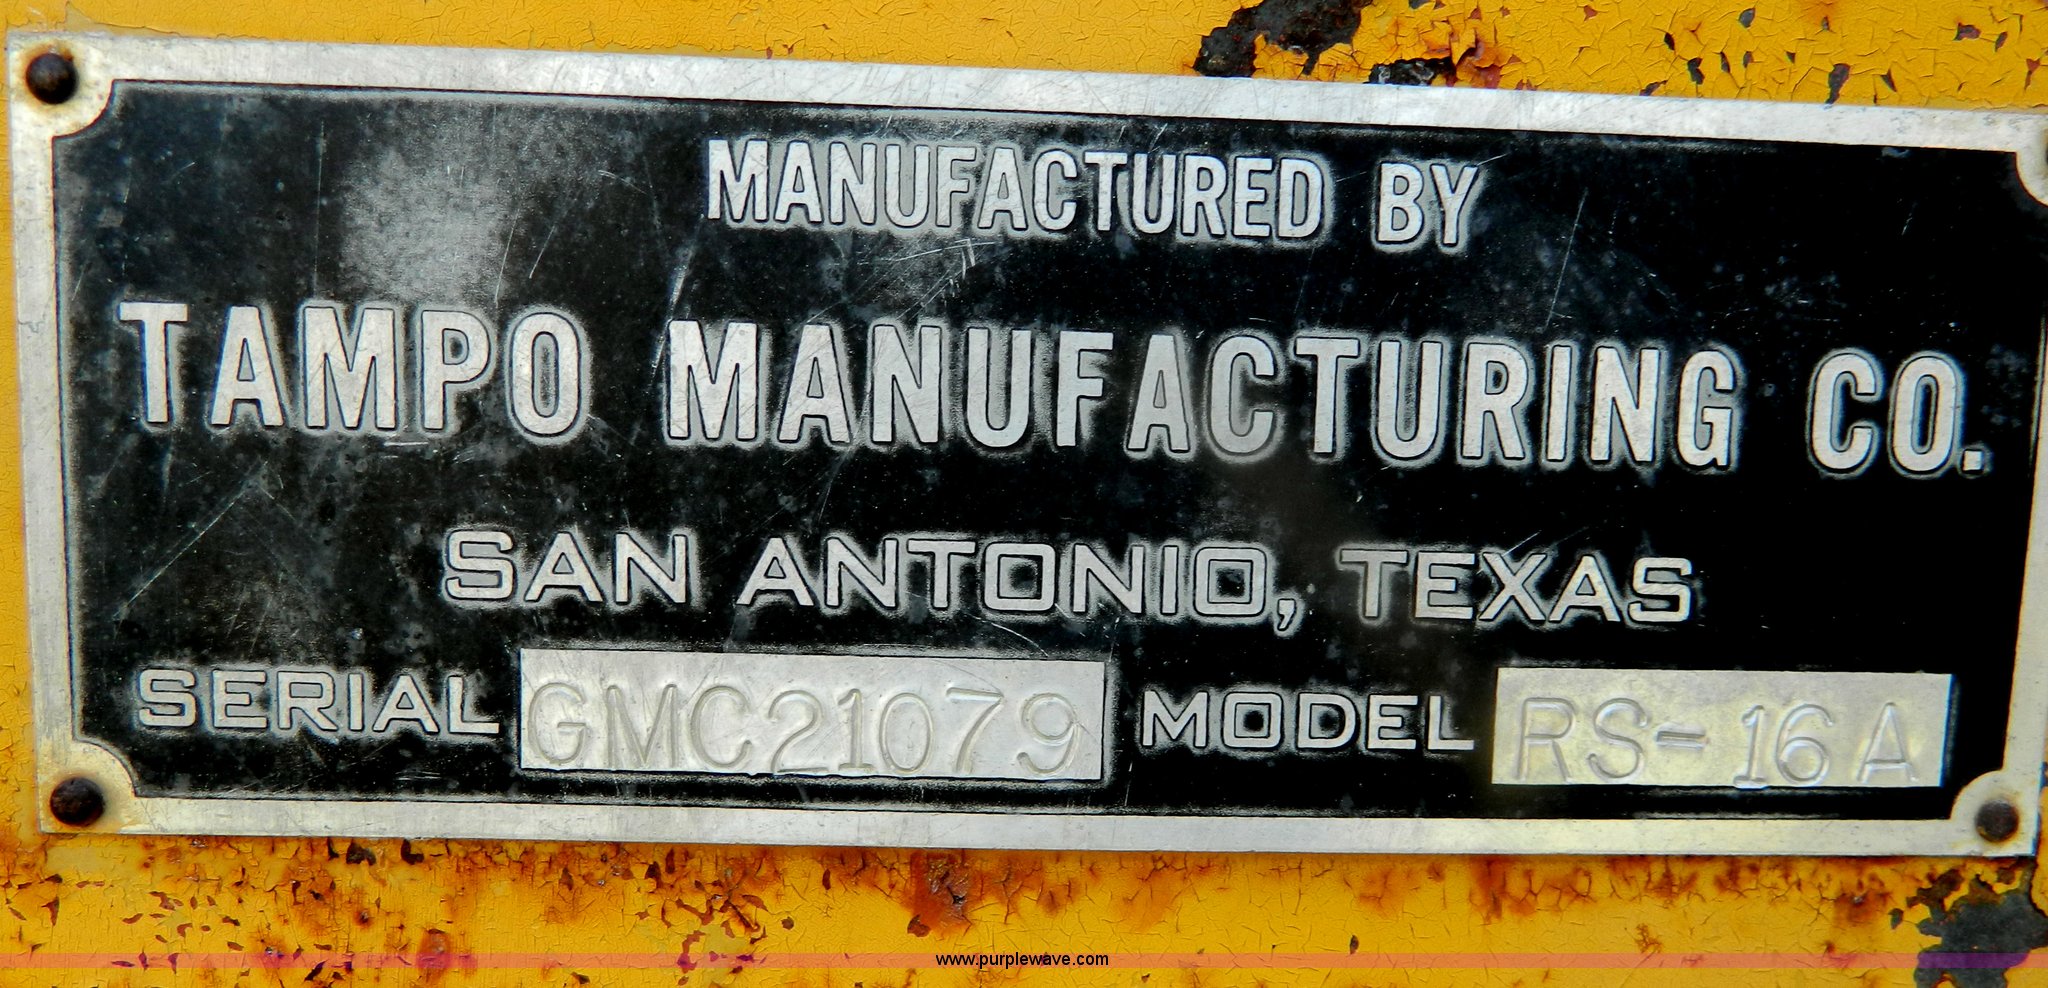 MANUFACTURED BY
TAMPO MANUFACTURING CO.
SAN ANTONIO, TEXAS
SERIAL GMC21079 MODEL RS-16A
www.purplewave.com